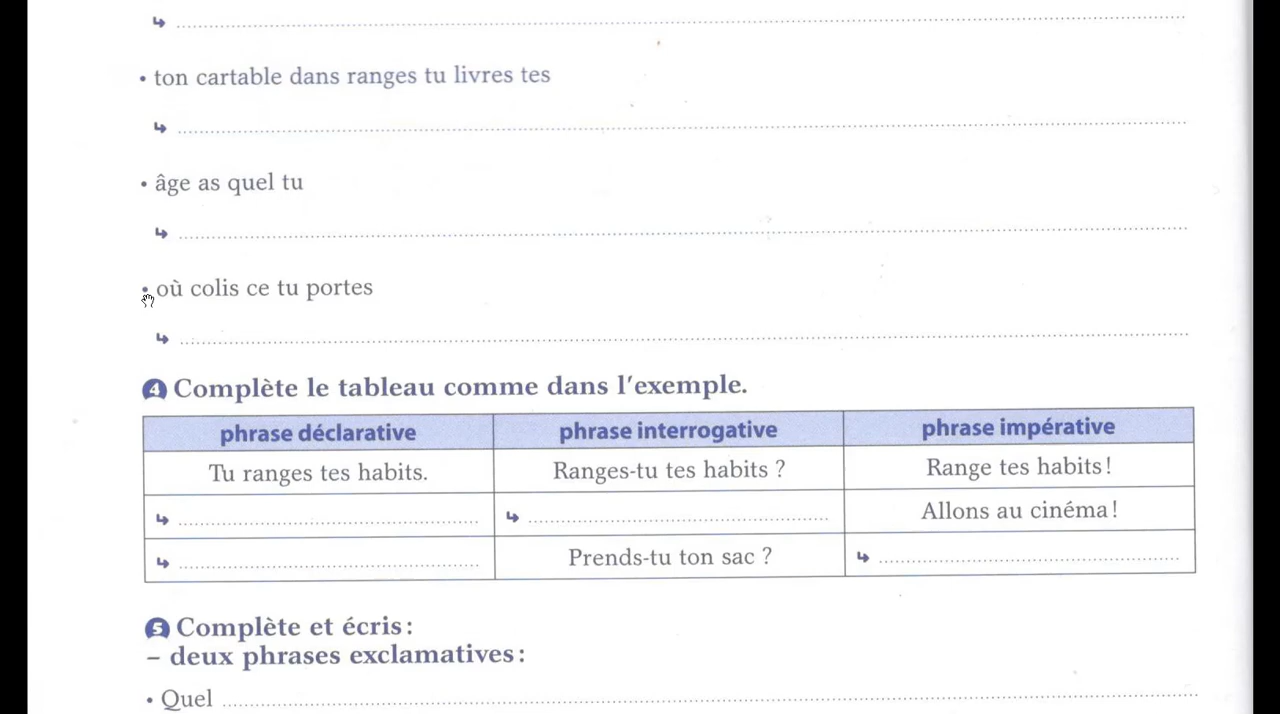 • ton cartable dans ranges tu livres tes
• âge as quel tu
• où colis ce tu portes
4 Complète le tableau comme dans l'exemple.
phrase déclarative phrase interrogative phrase impérative
Tu ranges tes habits. Ranges-tu tes habits ? Range tes habits !
Allons au cinéma !
Prends-tu ton sac ?
5 Complète et écris :
– deux phrases exclamatives :
• Quel